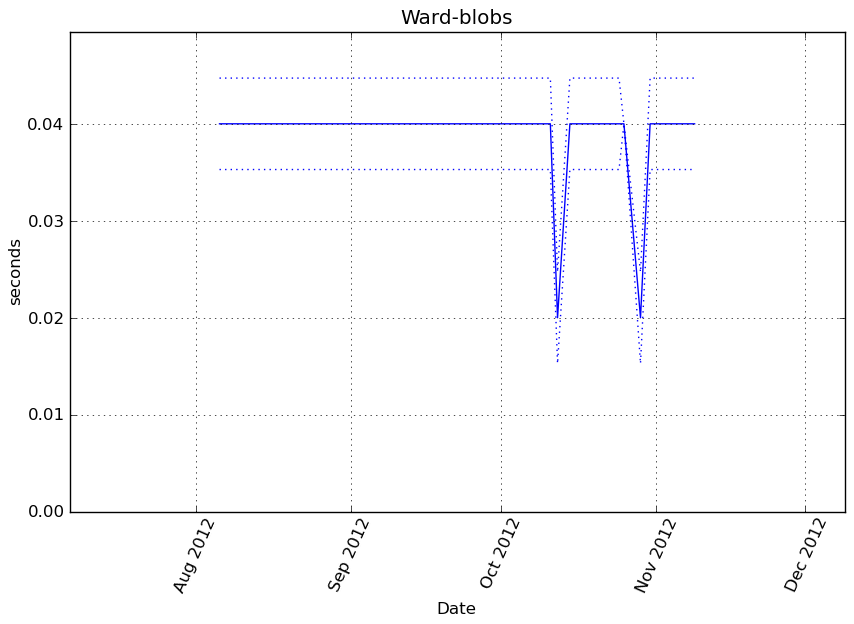 Ward-blobs
0.04
0.03
0.02
0.01
0.00
seconds
Aug 2012
Sep 2012
Oct 2012
Nov 2012
Dec 2012
Date